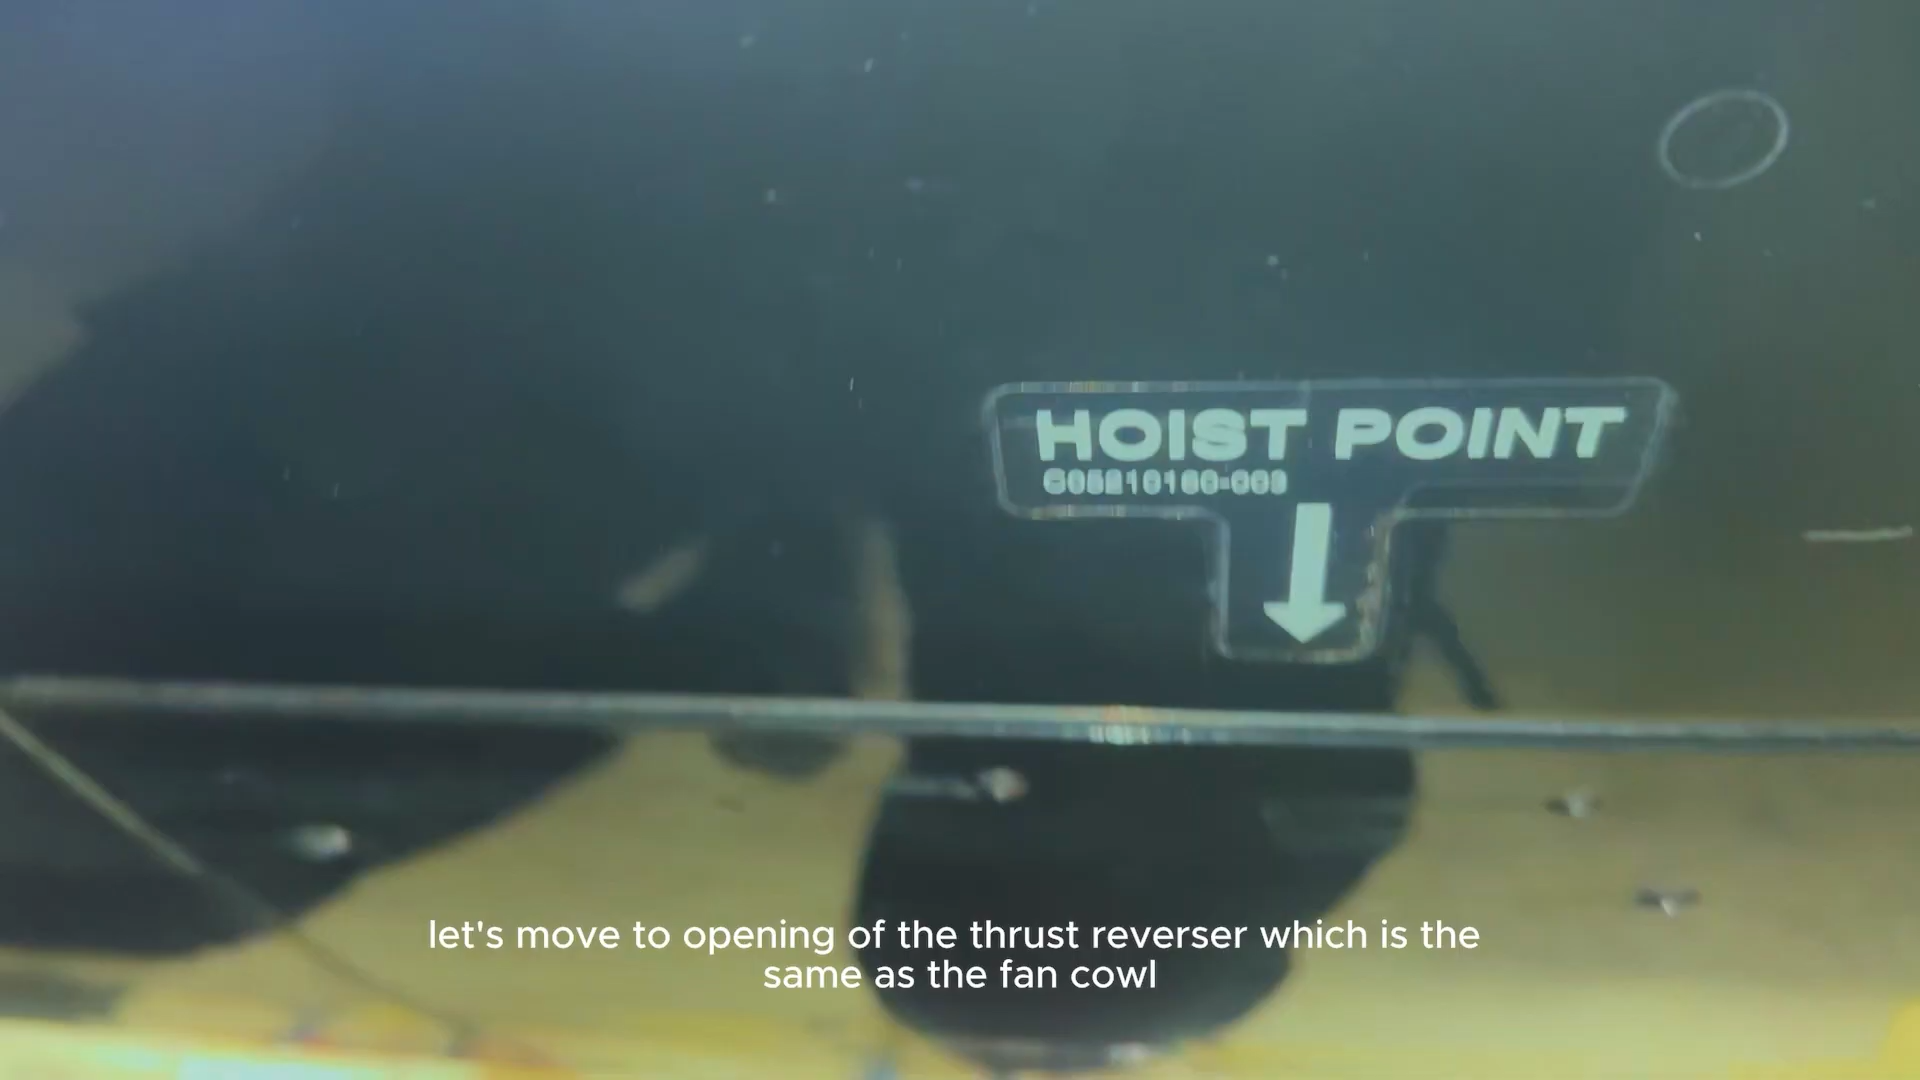 HOIST POINT
let's move to opening of the thrust reverser which is the
same as the fan cowl